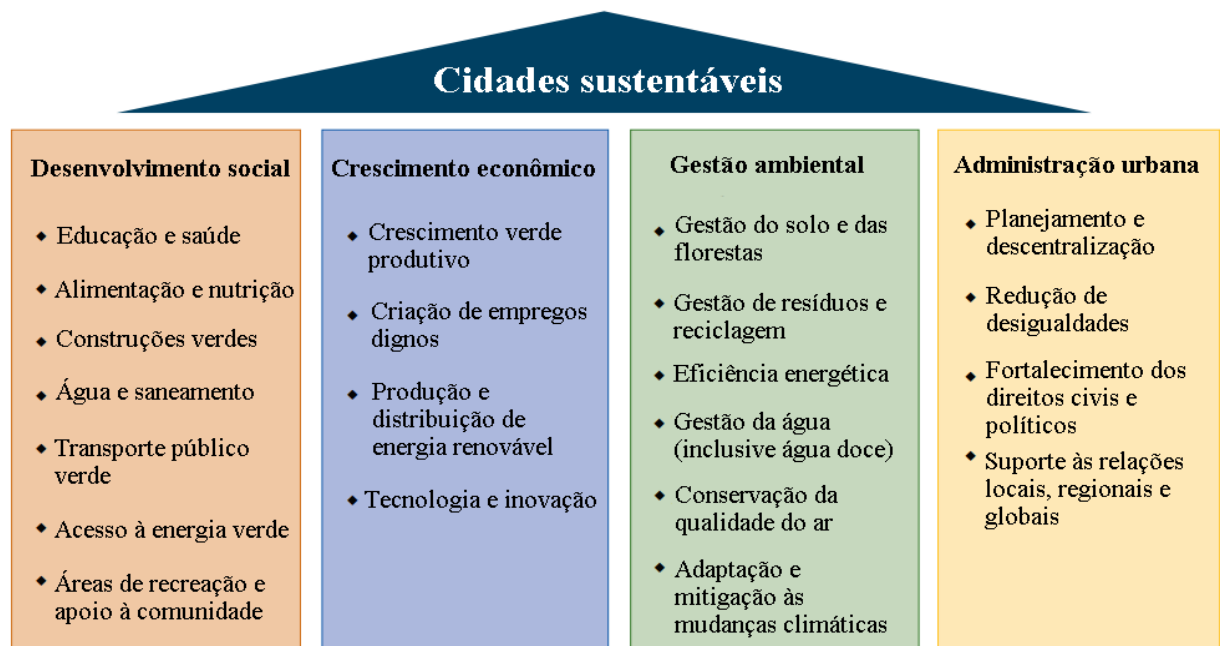 Cidades sustentáveis
Desenvolvimento social
Educação e saúde
Alimentação e nutrição
Construções verdes
Água e saneamento
Transporte público
verde
Acesso à energia verde
Áreas de recreação e
apoio à comunidade
Crescimento econômico
Crescimento verde
produtivo
Criação de empregos
dignos
Produção e
distribuição de
energia renovável
Tecnologia e inovação
Gestão ambiental
Gestão do solo e das
florestas
Gestão de resíduos e
reciclagem
Eficiência energética
Gestão da água
(inclusive água doce)
Conservação da
qualidade do ar
Adaptação e
mitigação às
mudanças climáticas
Administração urbana
Planejamento e
descentralização
Redução de
desigualdades
Fortalecimento dos
direitos civis e
políticos
Suporte às relações
locais, regionais e
globais